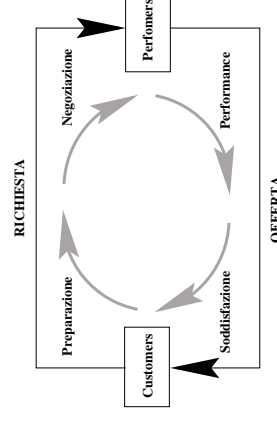 RICHIESTA
Preparazione
Negoziazione
Customers
Perfomers
Soddisfazione
Performance
OFFERTA